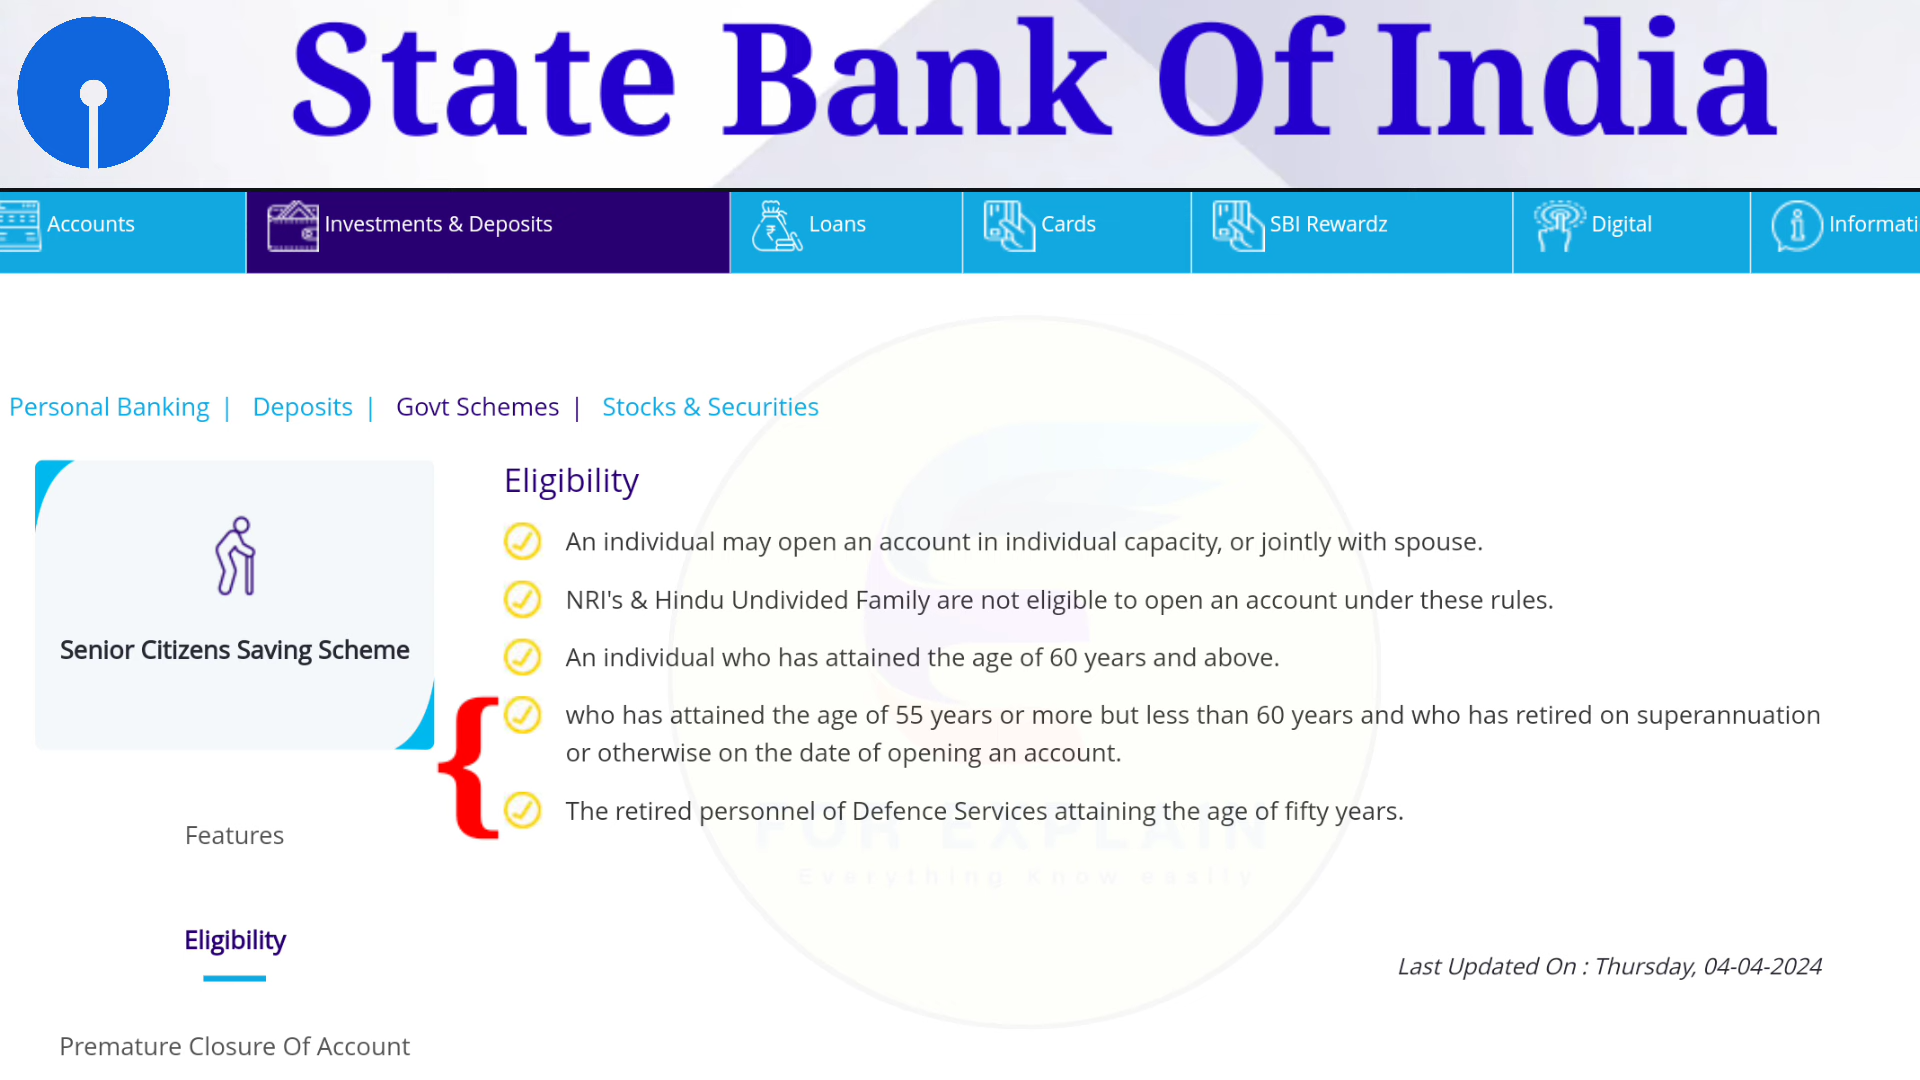 State Bank Of India
Accounts
Investments & Deposits
Loans
Cards
SBI Rewardz
Digital
Informati
Personal Banking | Deposits | Govt Schemes | Stocks & Securities
Senior Citizens Saving Scheme
Features
Eligibility
Premature Closure Of Account
Eligibility
An individual may open an account in individual capacity, or jointly with spouse.
NRI's & Hindu Undivided Family are not eligible to open an account under these rules.
An individual who has attained the age of 60 years and above.
{
who has attained the age of 55 years or more but less than 60 years and who has retired on superannuation
or otherwise on the date of opening an account.
The retired personnel of Defence Services attaining the age of fifty years.
FOR EXPLAIN
Everything Know easily
Last Updated On : Thursday, 04-04-2024